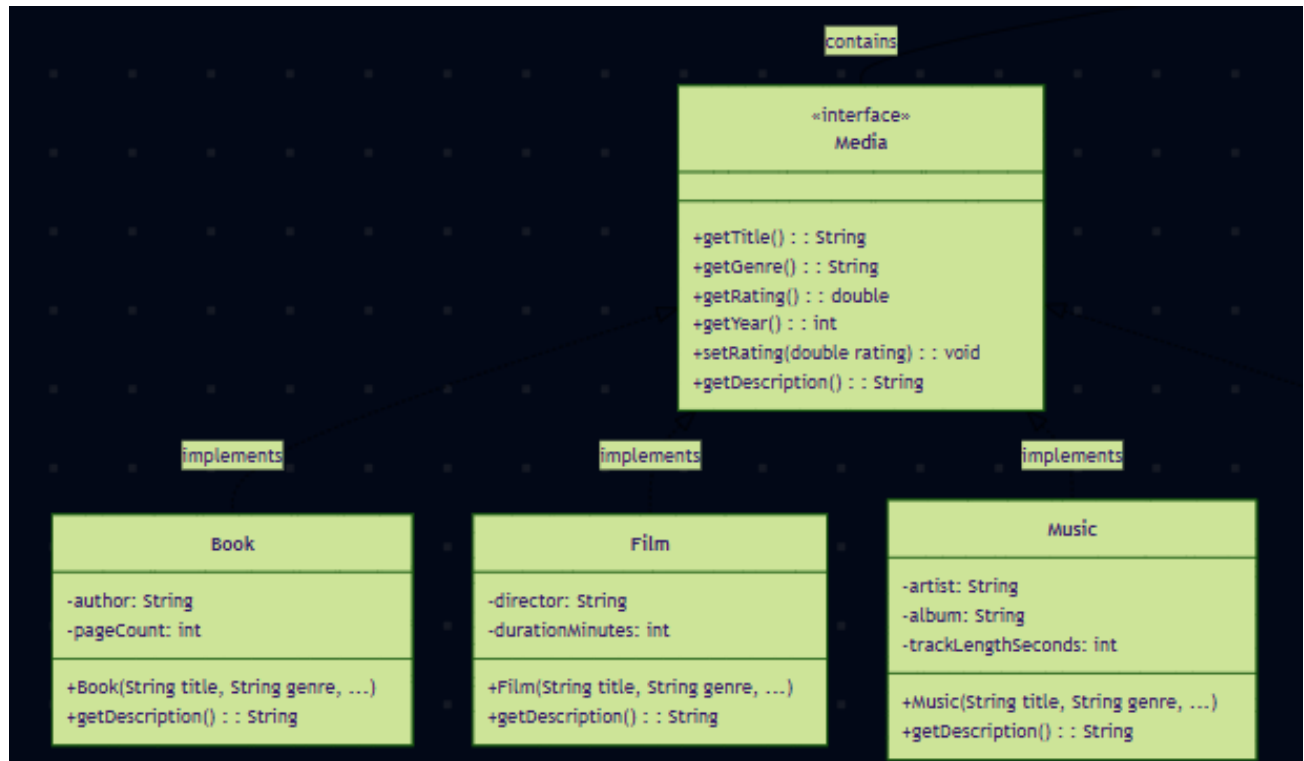 contains
«interface»
Media
+getTitle() : : String
+getGenre() : : String
+getRating() : : double
+getYear() : : int
+setRating(double rating) : : void
+getDescription() : : String
implements
implements
implements
Book
-author: String
-pageCount: int
+Book(String title, String genre, ...)
+getDescription() : : String
Film
-director: String
-durationMinutes: int
+Film(String title, String genre, ...)
+getDescription() : : String
Music
-artist: String
-album: String
-trackLengthSeconds: int
+Music(String title, String genre, ...)
+getDescription() : : String